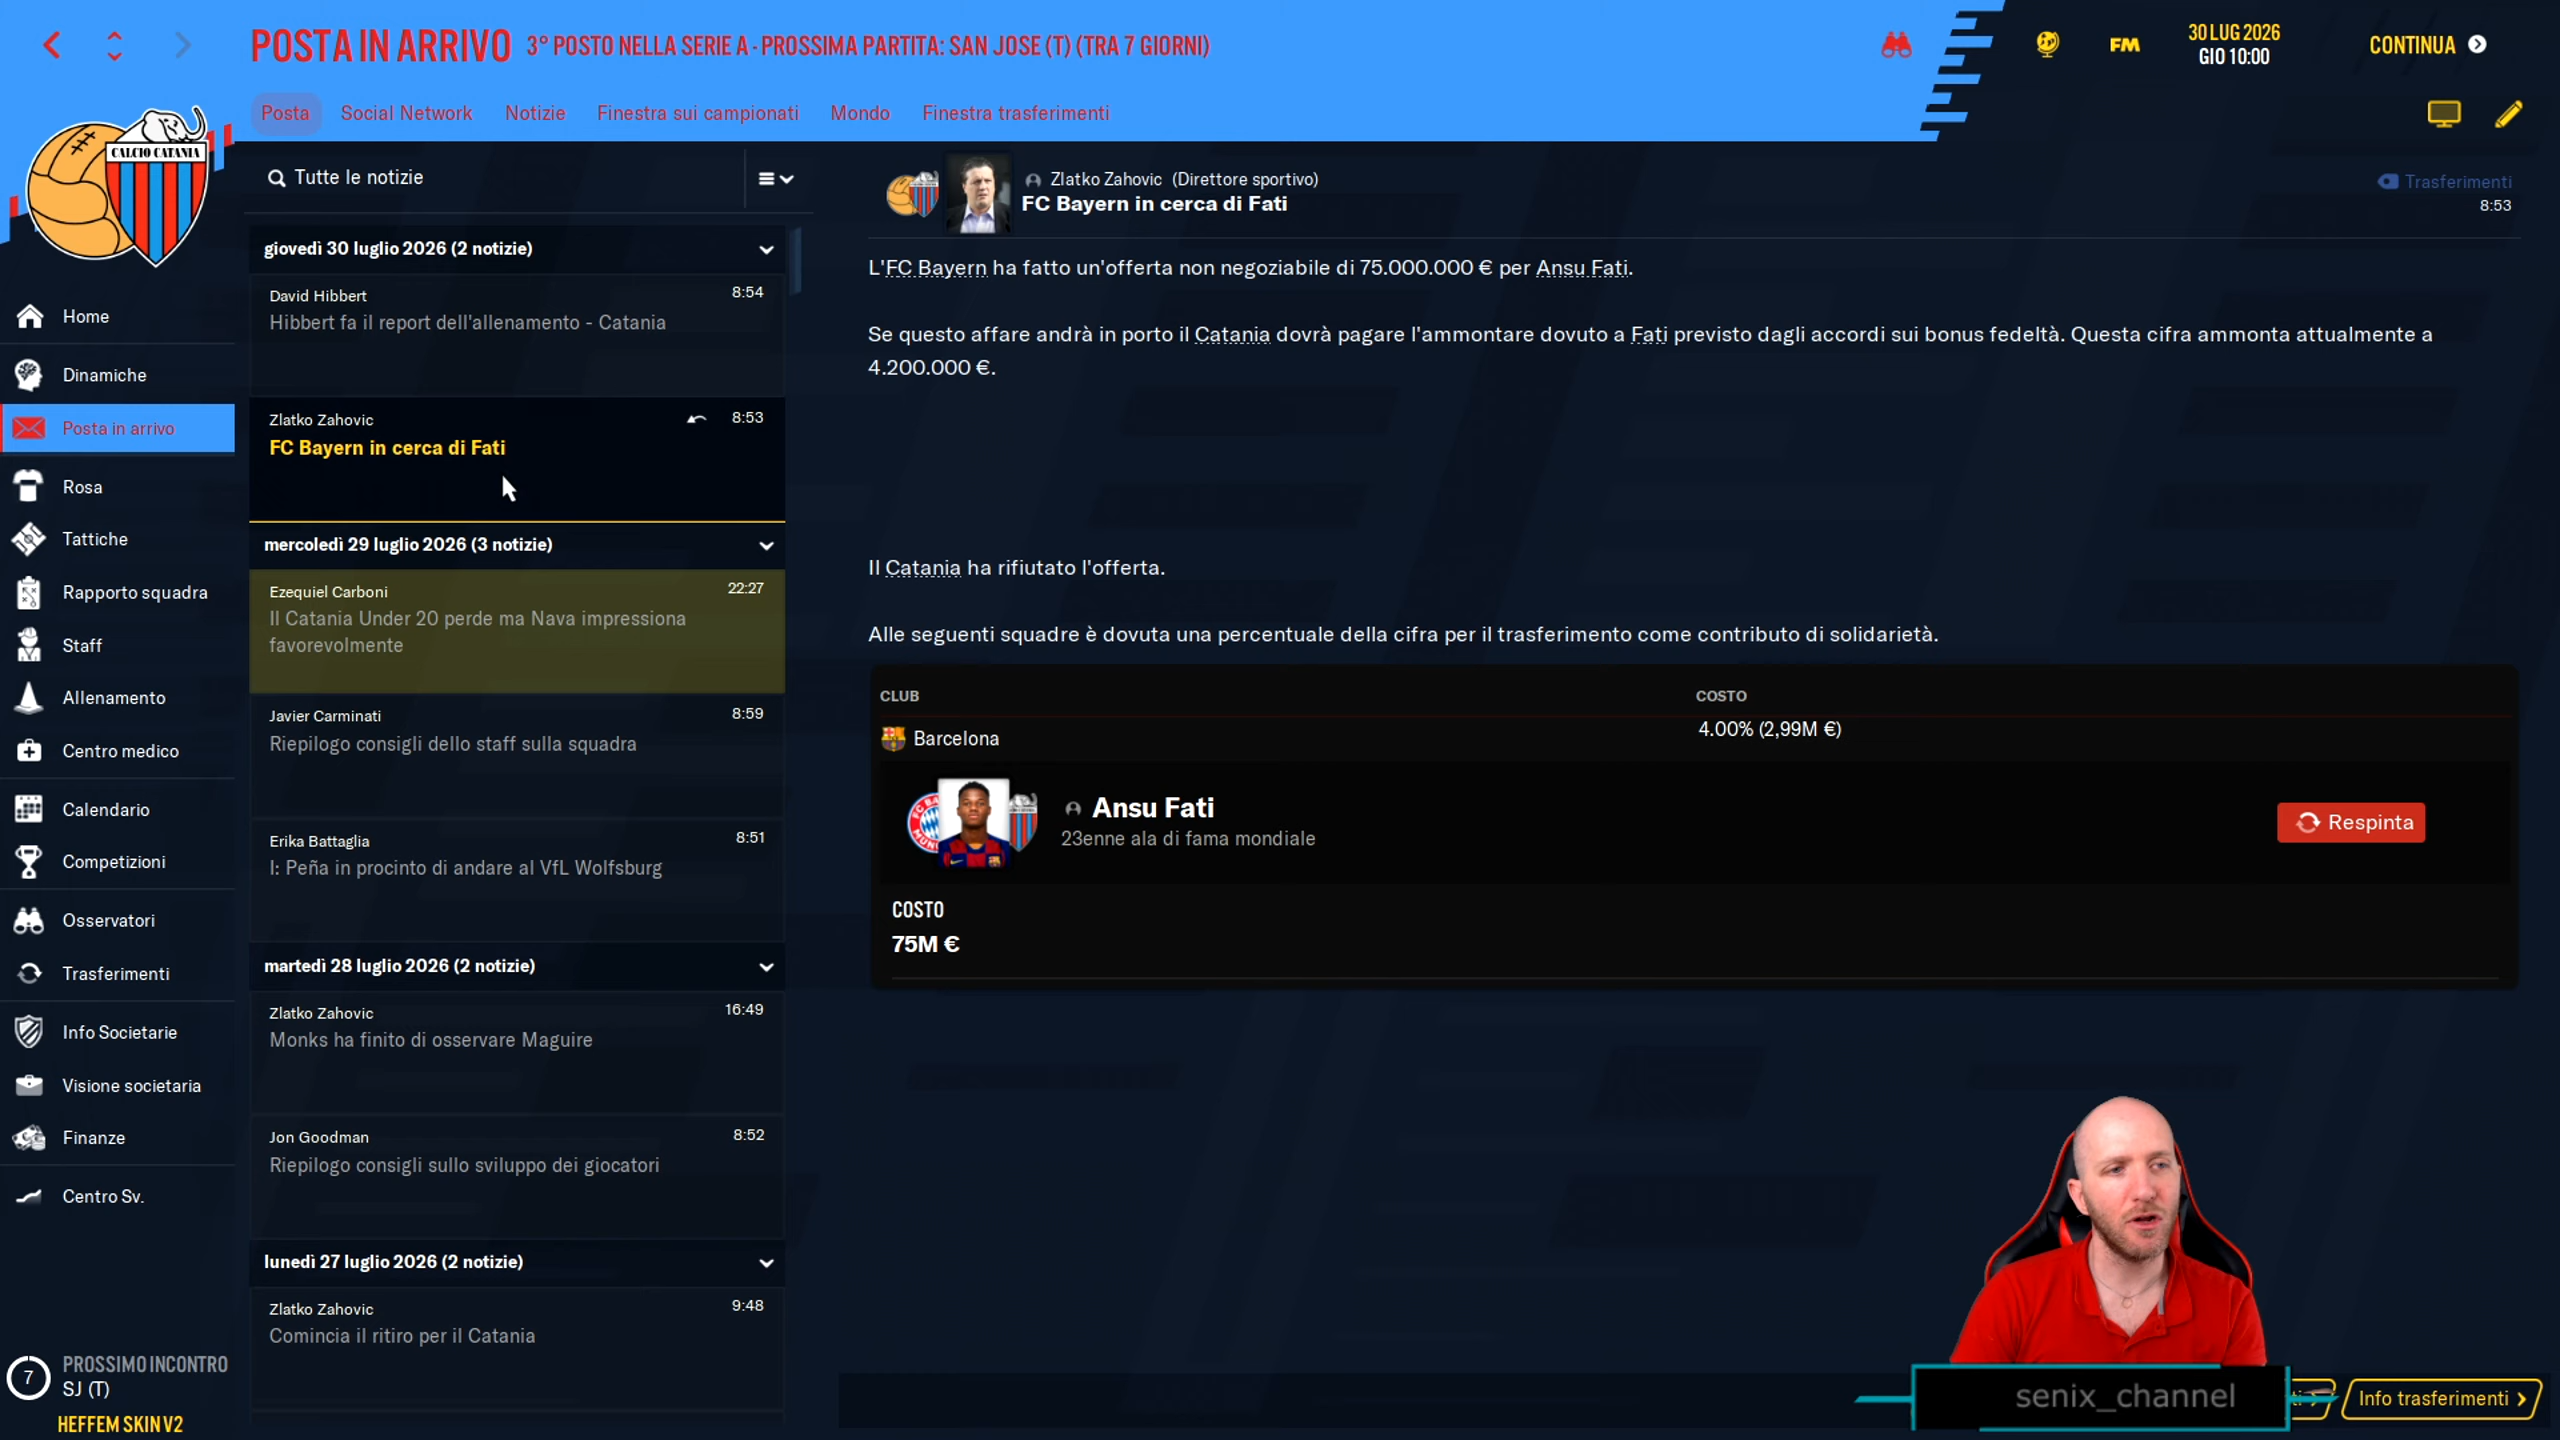 POSTA IN ARRIVO
3° POSTO NELLA SERIE A - PROSSIMA PARTITA: SAN JOSE (T) (TRA 7 GIORNI)
FM
30 LUG 2026
GIO 10:00
CONTINUA
Posta
Social Network
Notizie
Finestra sui campionati
Mondo
Finestra trasferimenti
CALCIO CATANIA
Home
Dinamiche
Posta in arrivo
Rosa
Tattiche
Rapporto squadra
Staff
Allenamento
Centro medico
Calendario
Competizioni
Osservatori
Trasferimenti
Info Societarie
Visione societaria
Finanze
Centro Sv.
7
PROSSIMO INCONTRO
SJ (T)
HEFFEM SKIN V2
Tutte le notizie
giovedì 30 luglio 2026 (2 notizie)
David Hibbert 8:54
Hibbert fa il report dell'allenamento - Catania
Zlatko Zahovic 8:53
FC Bayern in cerca di Fati
mercoledì 29 luglio 2026 (3 notizie)
Ezequiel Carboni 22:27
Il Catania Under 20 perde ma Nava impressiona
favorevolmente
Javier Carminati 8:59
Riepilogo consigli dello staff sulla squadra
Erika Battaglia 8:51
I: Peña in procinto di andare al VfL Wolfsburg
martedì 28 luglio 2026 (2 notizie)
Zlatko Zahovic 16:49
Monks ha finito di osservare Maguire
Jon Goodman 8:52
Riepilogo consigli sullo sviluppo dei giocatori
lunedì 27 luglio 2026 (2 notizie)
Zlatko Zahovic 9:48
Comincia il ritiro per il Catania
Zlatko Zahovic (Direttore sportivo)
FC Bayern in cerca di Fati
Trasferimenti
8:53
L'FC Bayern ha fatto un'offerta non negoziabile di 75.000.000 € per Ansu Fati.
Se questo affare andrà in porto il Catania dovrà pagare l'ammontare dovuto a Fati previsto dagli accordi sui bonus fedeltà. Questa cifra ammonta attualmente a
4.200.000 €.
Il Catania ha rifiutato l'offerta.
Alle seguenti squadre è dovuta una percentuale della cifra per il trasferimento come contributo di solidarietà.
CLUB COSTO
Barcelona 4.00% (2,99M €)
Ansu Fati
23enne ala di fama mondiale
Respinta
COSTO
75M €
senix_channel
Info trasferimenti